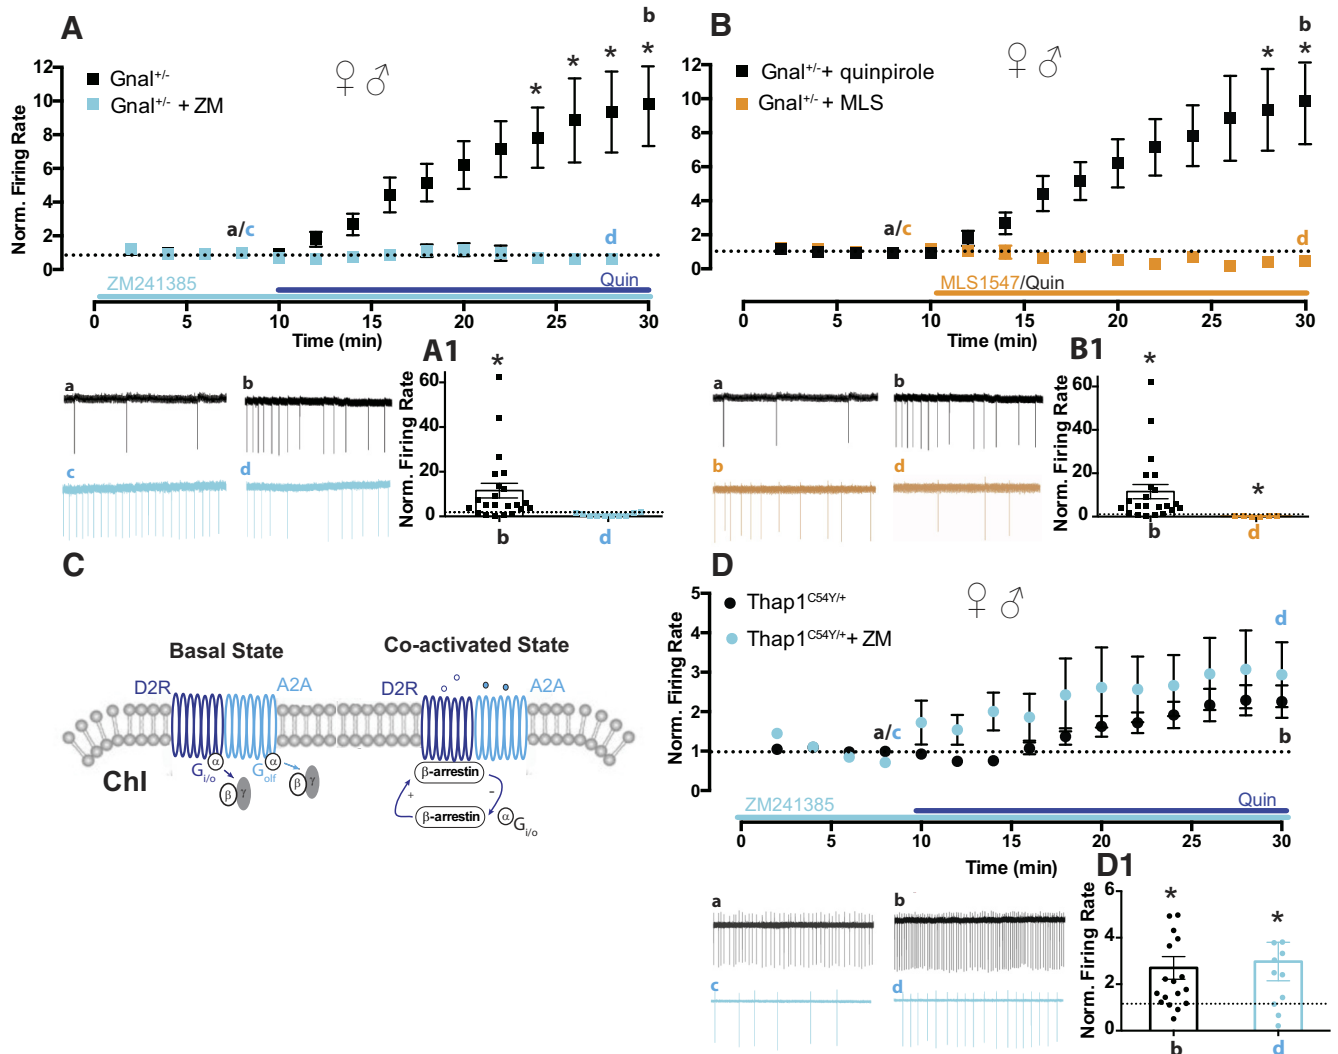 A
b
* * * *
Norm. Firing Rate
12
10
8
6
4
2
0
Gnal+/-
Gnal+/- + ZM
♀ ♂
a/c
d
ZM241385
Quin
0 5 10 15 20 25 30
Time (min)
B
b
* *
12
10
8
6
4
2
0
Gnal+/-+ quinpirole
Gnal+/- + MLS
♀ ♂
a/c
d
MLS1547/Quin
0 5 10 15 20 25 30
Time (min)
a
b
c
d
A1
Norm. Firing Rate
60
40
20
0
*
b
d
a
b
b
d
B1
Norm. Firing Rate
60
40
20
0
*
*
b
d
C
Basal State
Co-activated State
D2R
A2A
D2R
A2A
ChI
Gi/o
α
β
γ
Golf
α
β
γ
β-arrestin
+
−
β-arrestin
α
Gi/o
D
Norm. Firing Rate
5
4
3
2
1
0
Thap1C54Y/+
Thap1C54Y/++ ZM
♀ ♂
d
a/c
b
ZM241385
Quin
0 5 10 15 20 25 30
Time (min)
a
b
c
d
D1
Norm. Firing Rate
6
4
2
0
*
*
b
d